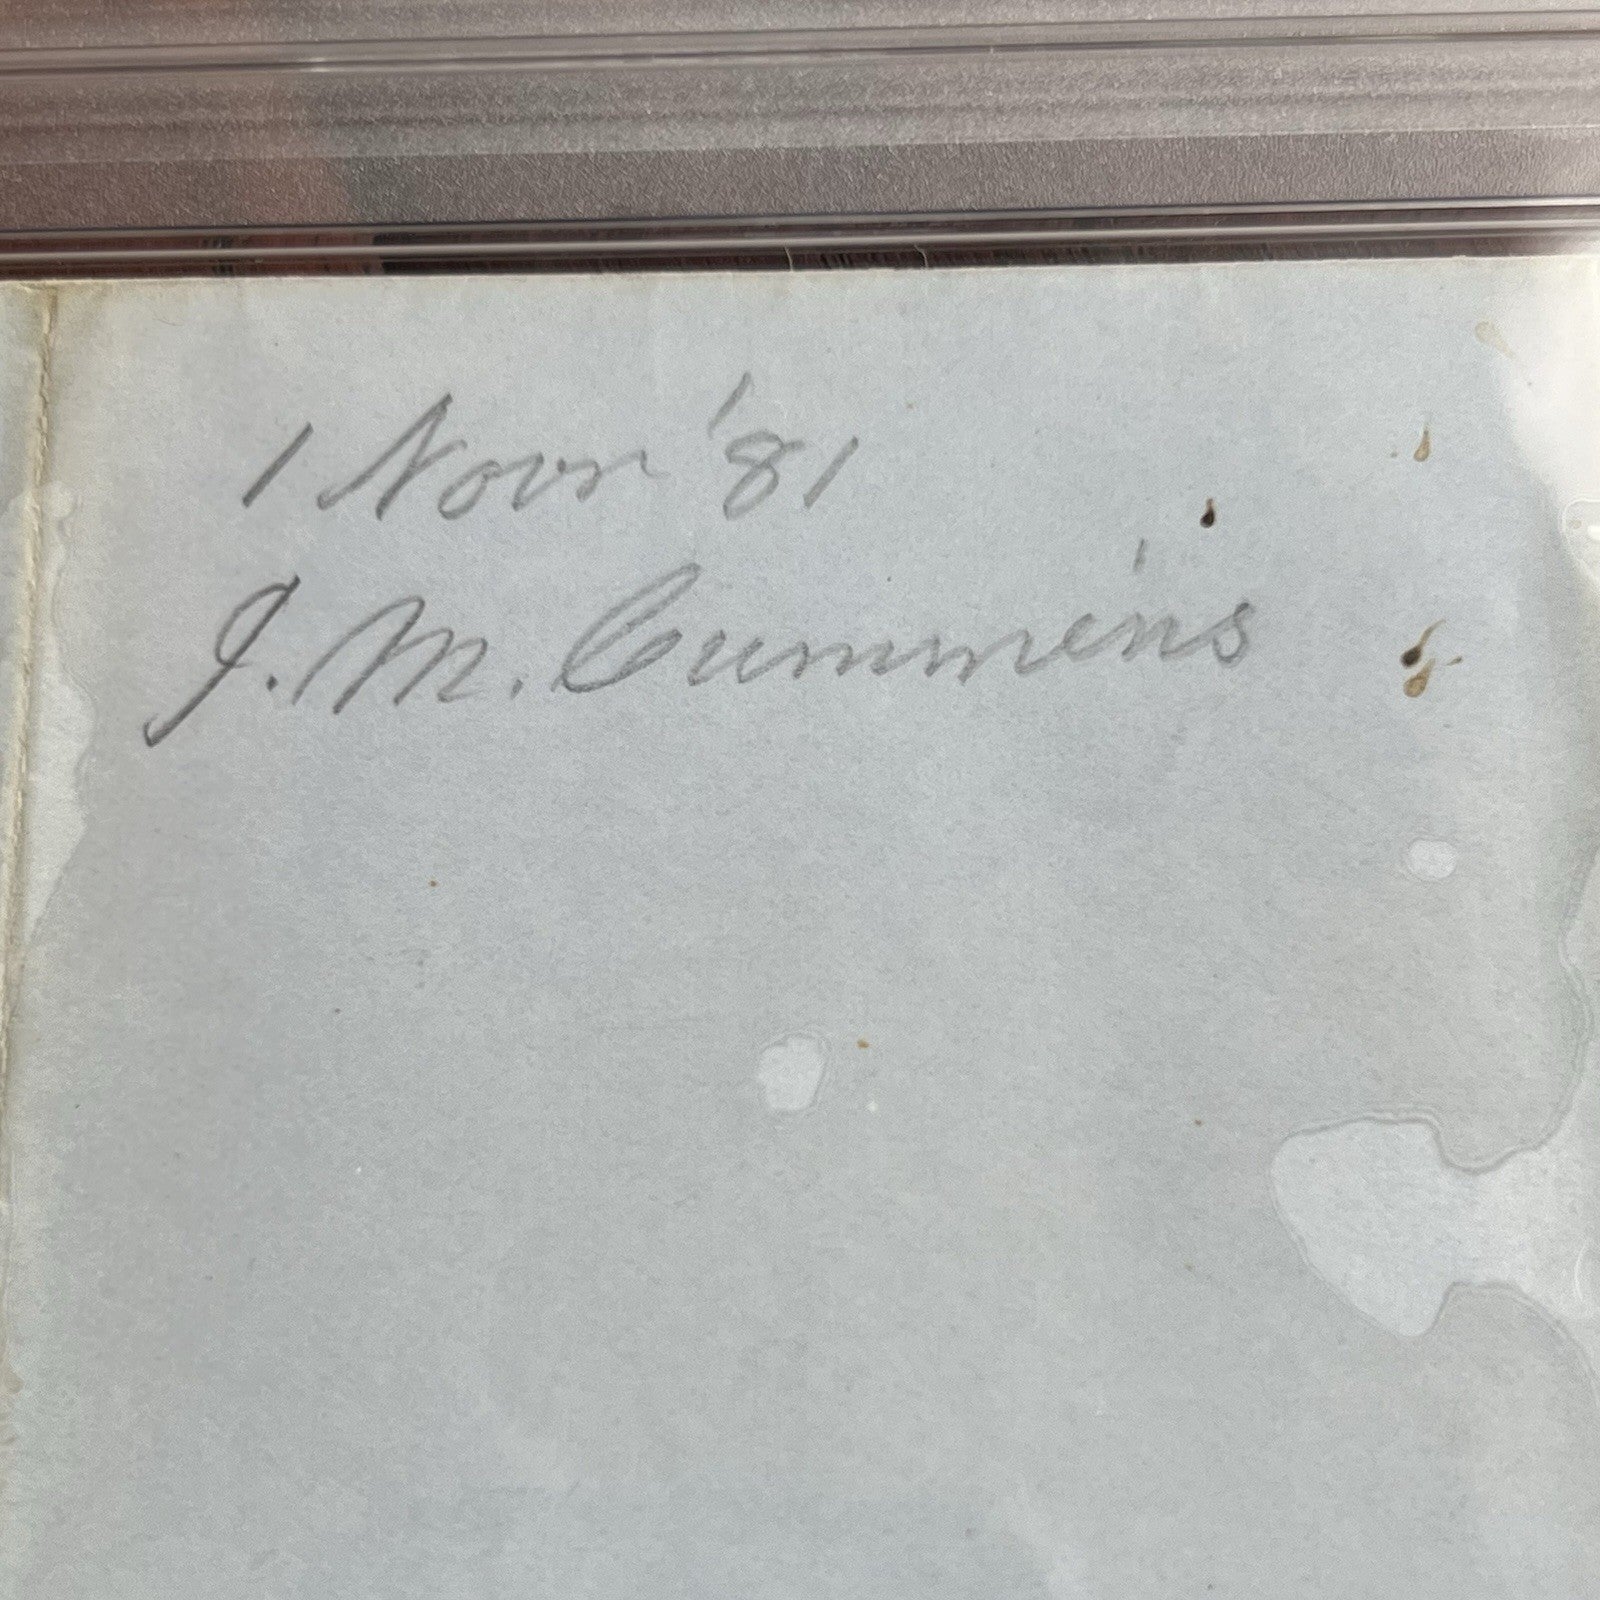 1 Novr '81
J. M. Cummins